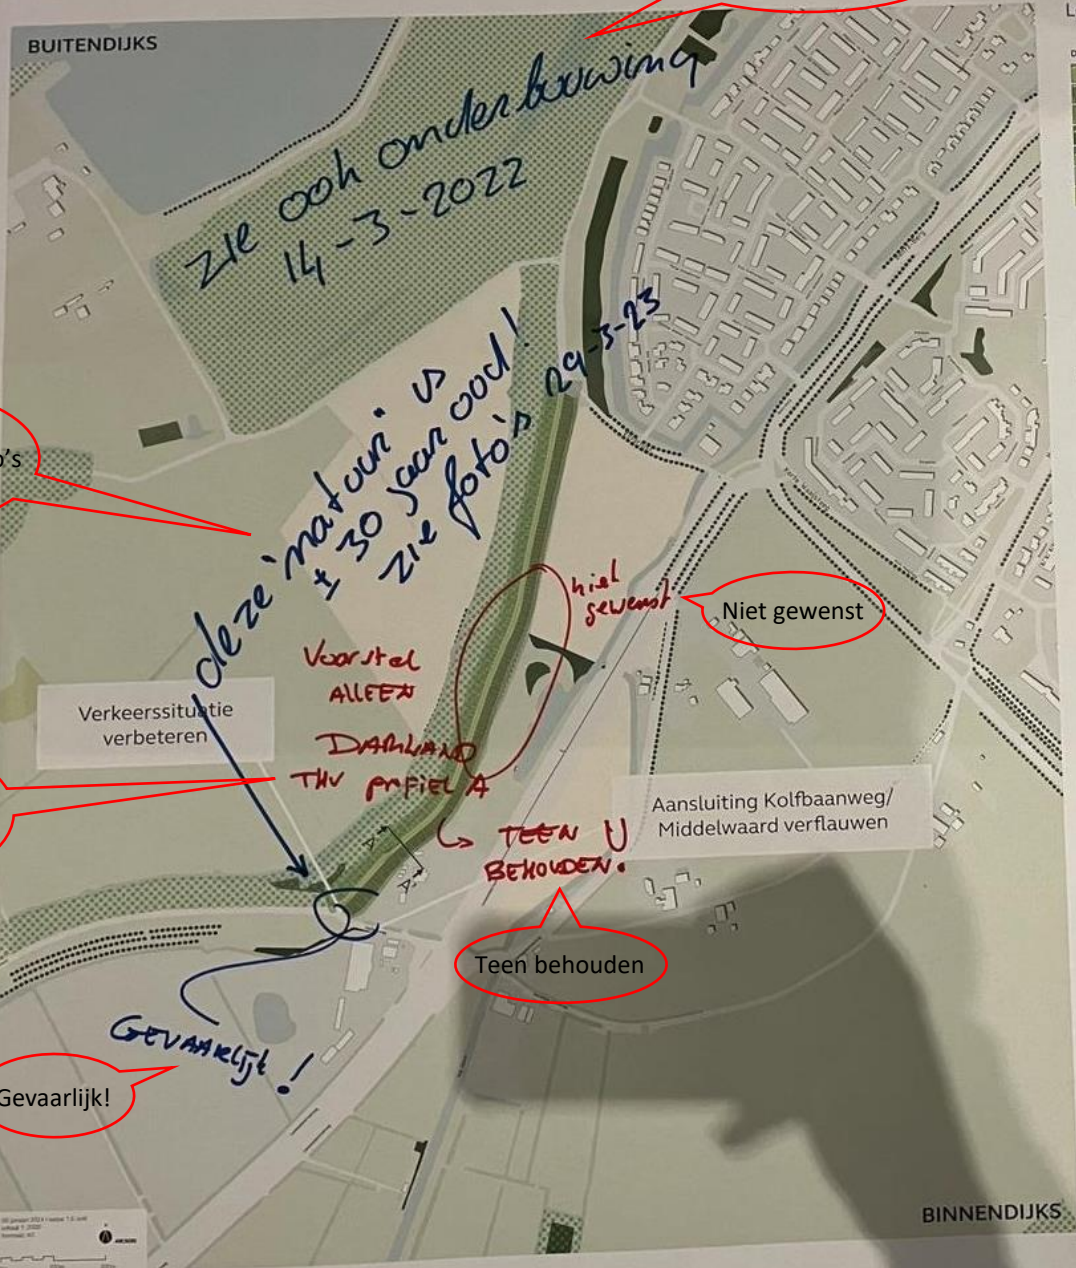 BUITENDIJKS
zie ook onderbouwing
14-3-2022
deze natuur is
± 30 jaar oud!
zie foto's 29-3-23
niet
gewenst
Niet gewenst
Voorstel
ALLEEN
THV PROFIEL A
Verkeerssituatie
verbeteren
Aansluiting Kolfbaanweg/
Middelwaard verflauwen
TEEN
BEHOUDEN.
A
A'
Teen behouden
GEVAARLIJK!
Gevaarlijk!
BINNENDIJKS